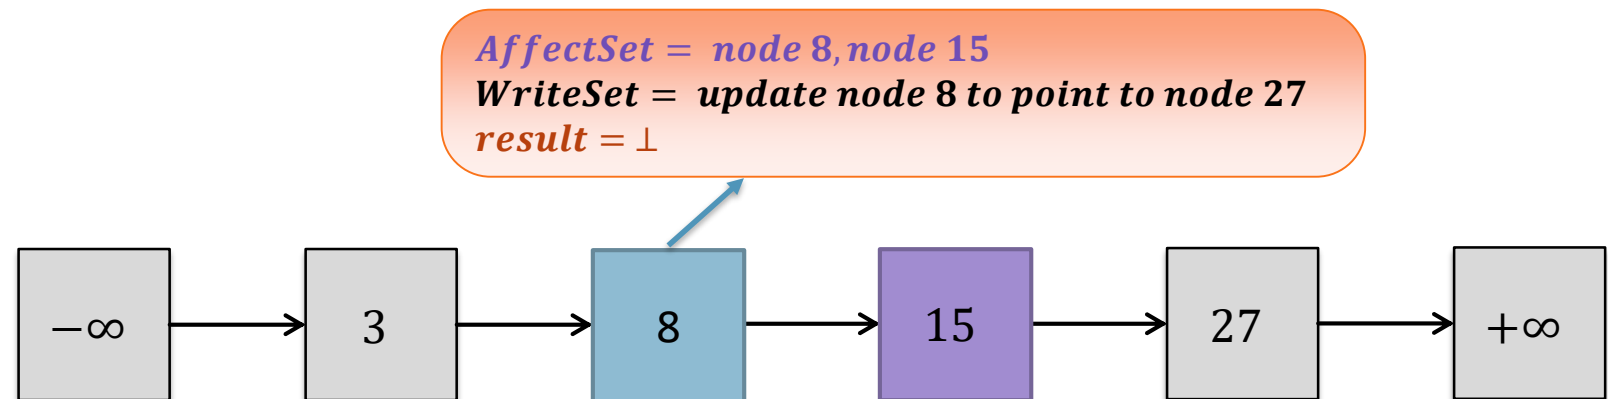 AffectSet = node 8, node 15
WriteSet = update node 8 to point to node 27
result = ⊥
−∞
3
8
15
27
+∞